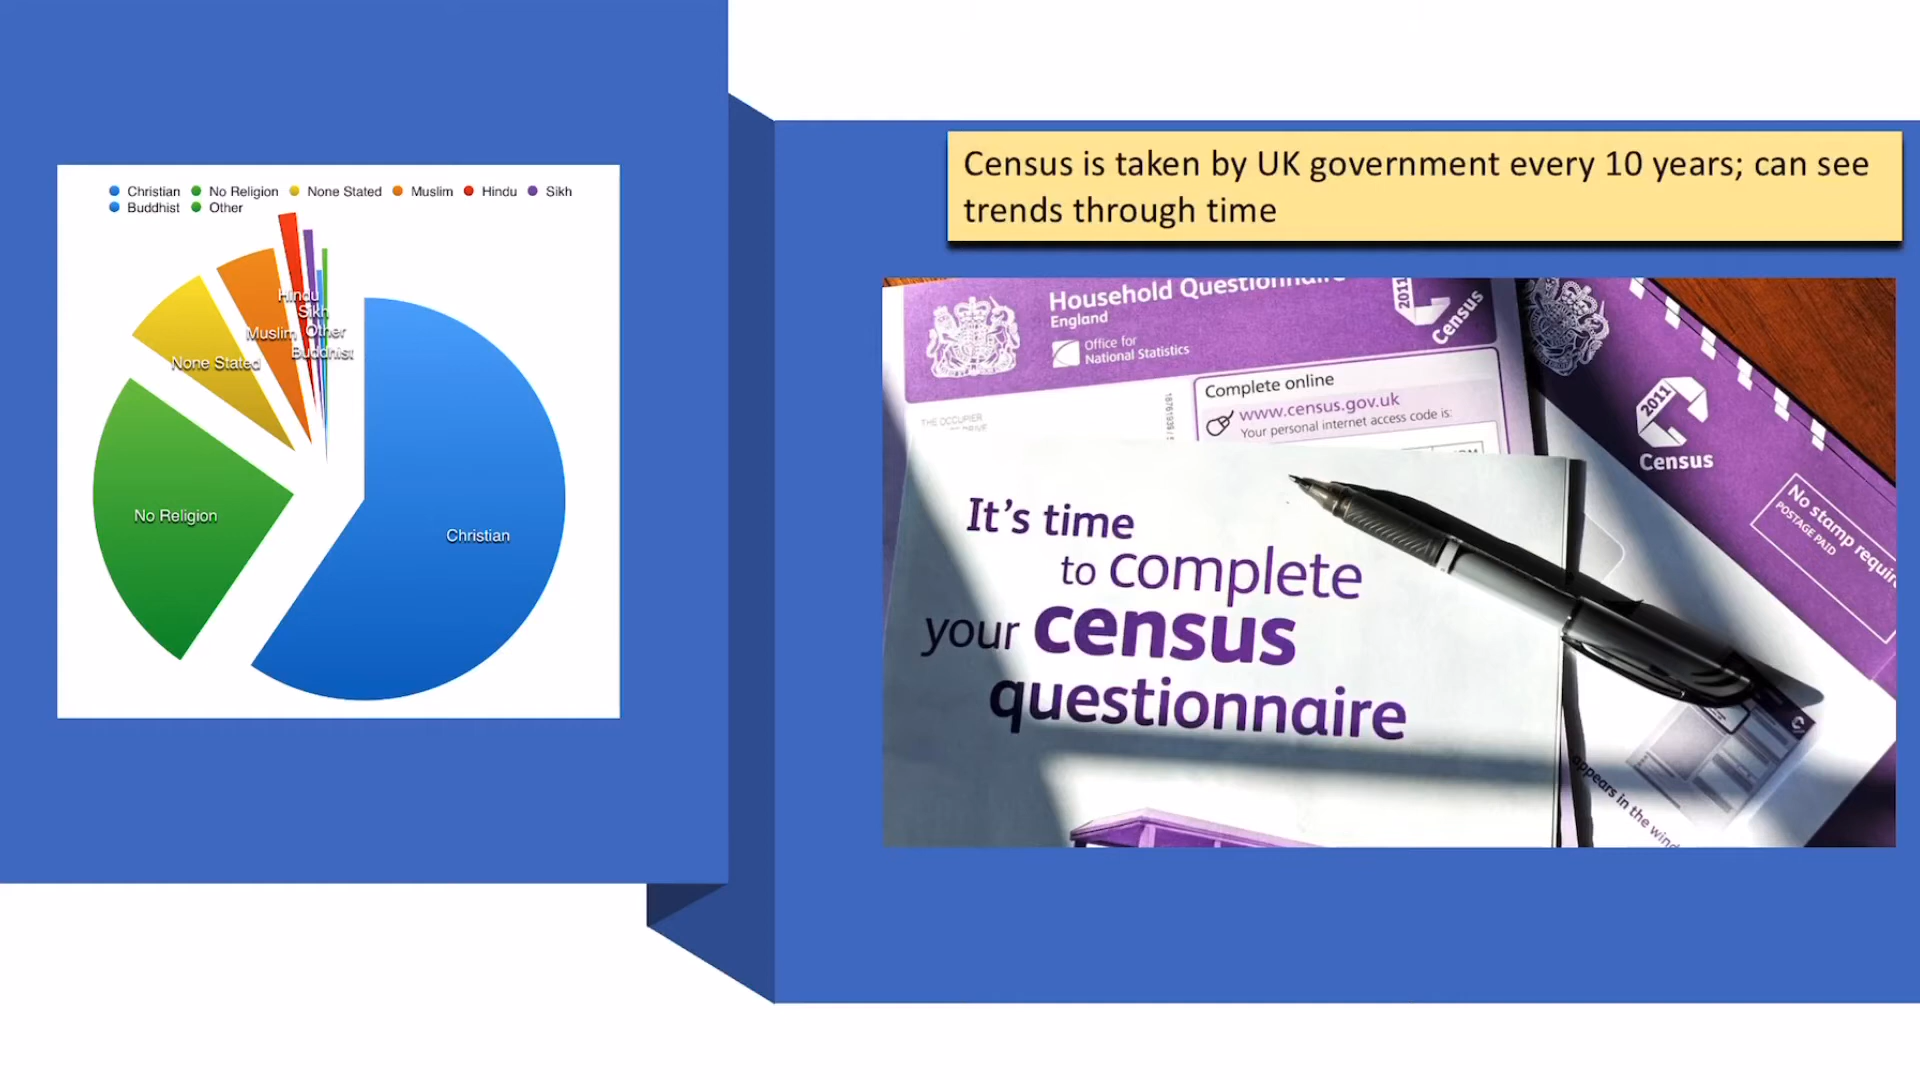 Christian No Religion None Stated Muslim Hindu Sikh
Buddhist Other
Hindu
Sikh
Muslim Other
Buddhist
None Stated
No Religion
Christian
Census is taken by UK government every 10 years; can see
trends through time
Household Questionnaire
England
Office for
National Statistics
2011
Census
Complete online
www.census.gov.uk
Your personal internet access code is:
THE OCCUPIER
2011
Census
No stamp requir
POSTAGE PAID
It's time
to complete
your census
questionnaire
appears in the wind